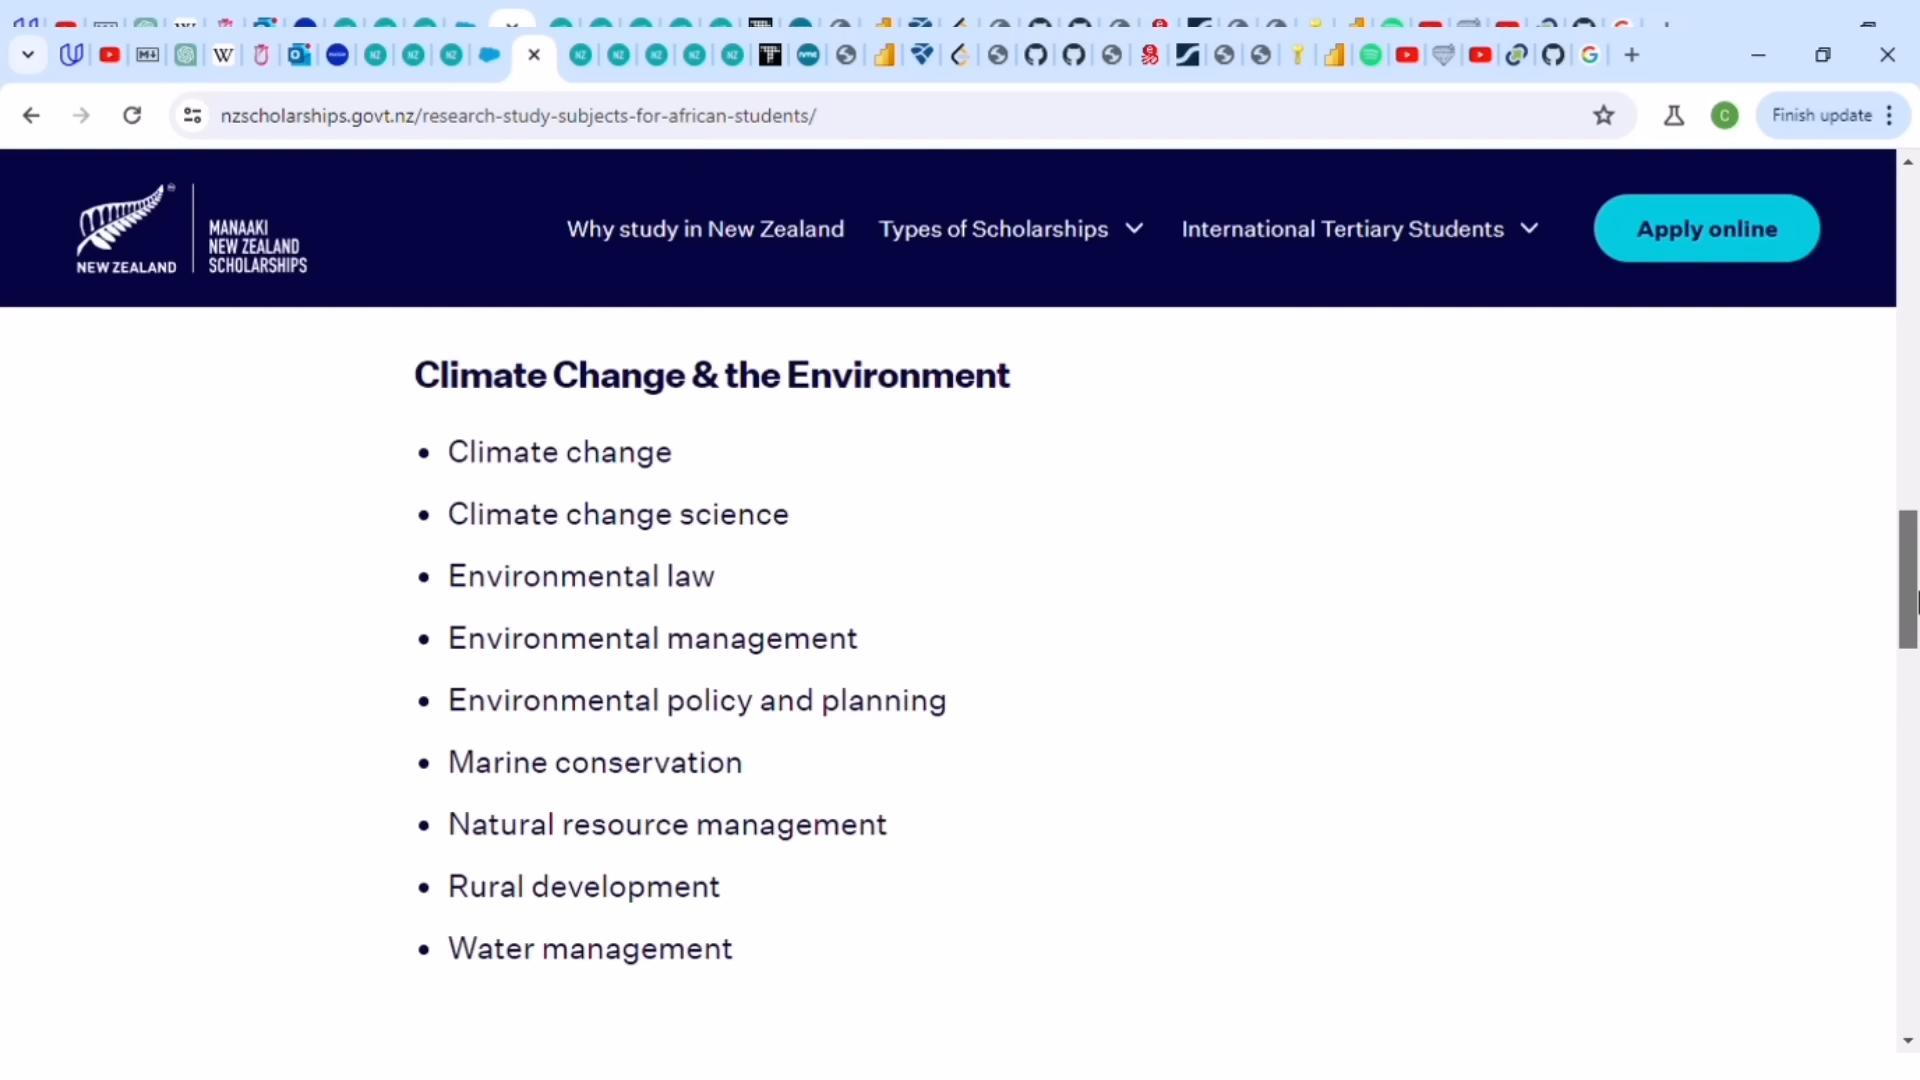 nzscholarships.govt.nz/research-study-subjects-for-african-students/
C
Finish update
NEW ZEALAND
MANAAKI
NEW ZEALAND
SCHOLARSHIPS
Why study in New Zealand
Types of Scholarships
International Tertiary Students
Apply online
Climate Change & the Environment
• Climate change
• Climate change science
• Environmental law
• Environmental management
• Environmental policy and planning
• Marine conservation
• Natural resource management
• Rural development
• Water management